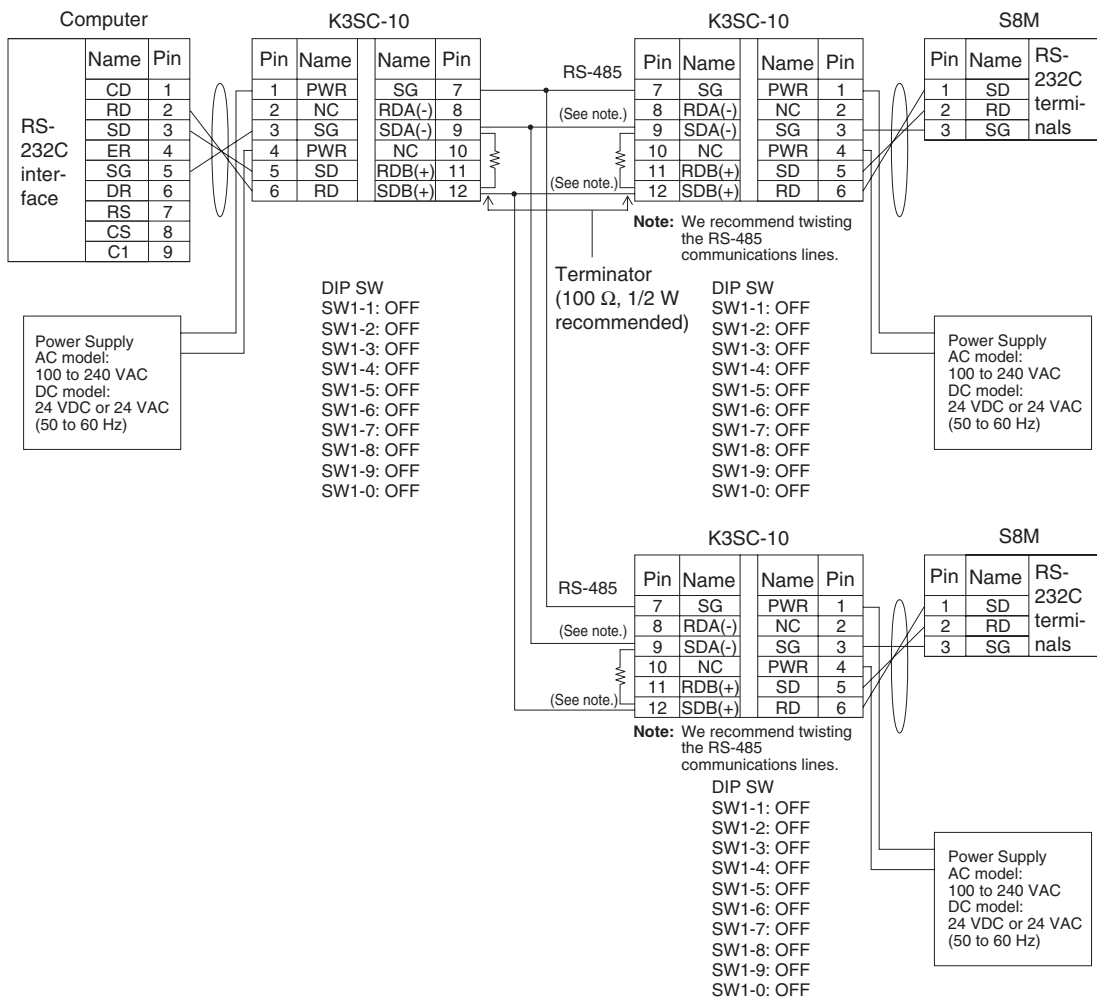 Computer
Name Pin
RS-232C inter-face
CD 1
RD 2
SD 3
ER 4
SG 5
DR 6
RS 7
CS 8
C1 9
K3SC-10
Pin Name Name Pin
1 PWR SG 7
2 NC RDA(-) 8
3 SG SDA(-) 9
4 PWR NC 10
5 SD RDB(+) 11
6 RD SDB(+) 12
RS-485
(See note.)
(See note.)
K3SC-10
Pin Name Name Pin
7 SG PWR 1
8 RDA(-) NC 2
9 SDA(-) SG 3
10 NC PWR 4
11 RDB(+) SD 5
12 SDB(+) RD 6
S8M
Pin Name
1 SD
2 RD
3 SG
RS-232C termi-nals
Note: We recommend twisting
the RS-485
communications lines.
Terminator
(100 Ω, 1/2 W
recommended)
Power Supply
AC model:
100 to 240 VAC
DC model:
24 VDC or 24 VAC
(50 to 60 Hz)
DIP SW
SW1-1: OFF
SW1-2: OFF
SW1-3: OFF
SW1-4: OFF
SW1-5: OFF
SW1-6: OFF
SW1-7: OFF
SW1-8: OFF
SW1-9: OFF
SW1-0: OFF
DIP SW
SW1-1: OFF
SW1-2: OFF
SW1-3: OFF
SW1-4: OFF
SW1-5: OFF
SW1-6: OFF
SW1-7: OFF
SW1-8: OFF
SW1-9: OFF
SW1-0: OFF
Power Supply
AC model:
100 to 240 VAC
DC model:
24 VDC or 24 VAC
(50 to 60 Hz)
RS-485
(See note.)
(See note.)
K3SC-10
Pin Name Name Pin
7 SG PWR 1
8 RDA(-) NC 2
9 SDA(-) SG 3
10 NC PWR 4
11 RDB(+) SD 5
12 SDB(+) RD 6
S8M
Pin Name
1 SD
2 RD
3 SG
RS-232C termi-nals
Note: We recommend twisting
the RS-485
communications lines.
DIP SW
SW1-1: OFF
SW1-2: OFF
SW1-3: OFF
SW1-4: OFF
SW1-5: OFF
SW1-6: OFF
SW1-7: OFF
SW1-8: OFF
SW1-9: OFF
SW1-0: OFF
Power Supply
AC model:
100 to 240 VAC
DC model:
24 VDC or 24 VAC
(50 to 60 Hz)